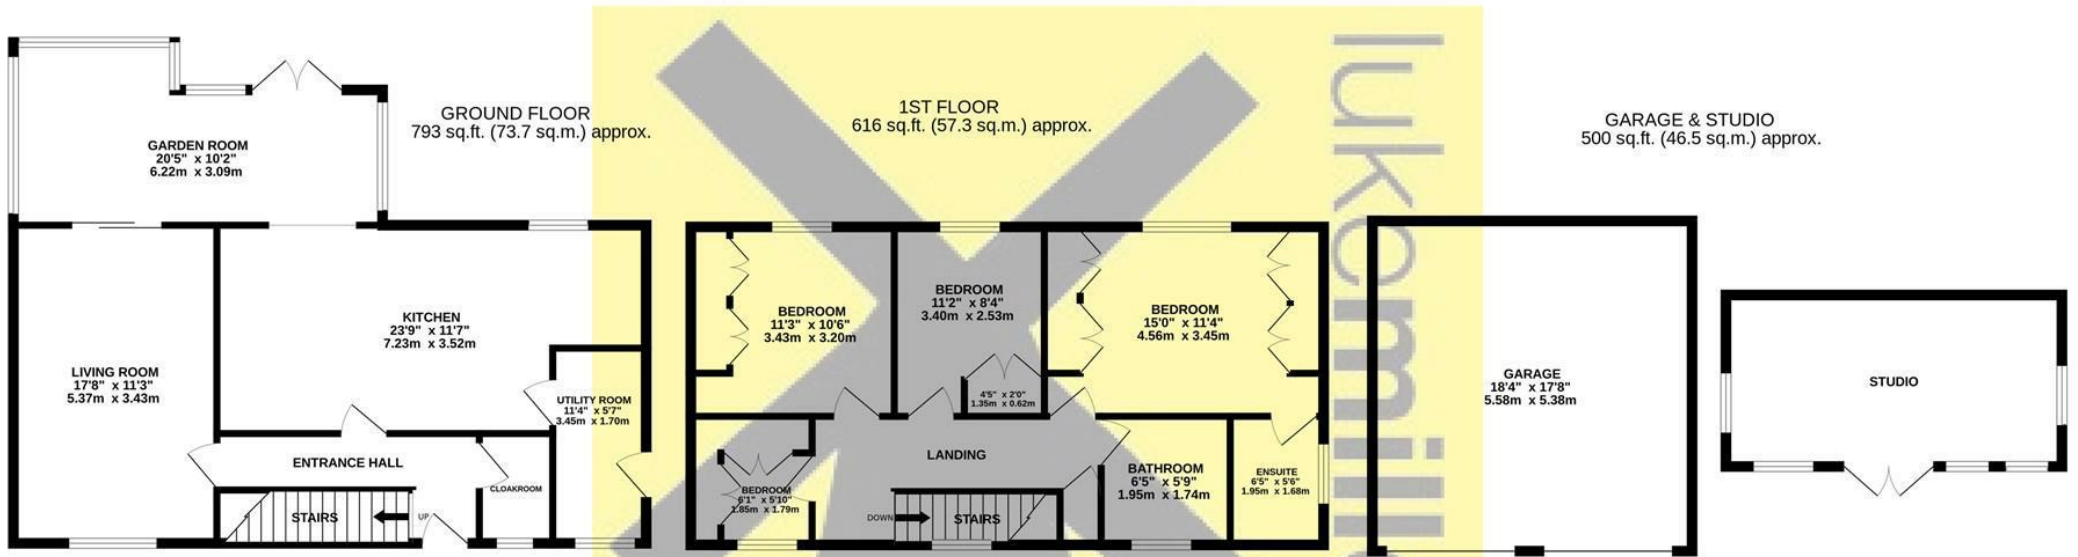 GROUND FLOOR
793 sq.ft. (73.7 sq.m.) approx.
GARDEN ROOM
20'5" x 10'2"
6.22m x 3.09m
KITCHEN
23'9" x 11'7"
7.23m x 3.52m
LIVING ROOM
17'8" x 11'3"
5.37m x 3.43m
UTILITY ROOM
11'4" x 5'7"
3.45m x 1.70m
ENTRANCE HALL
CLOAKROOM
STAIRS
UP
1ST FLOOR
616 sq.ft. (57.3 sq.m.) approx.
BEDROOM
11'3" x 10'6"
3.43m x 3.20m
BEDROOM
11'2" x 8'4"
3.40m x 2.53m
BEDROOM
15'0" x 11'4"
4.56m x 3.45m
4'5" x 2'0"
1.35m x 0.62m
LANDING
BEDROOM
6'1" x 5'10"
1.85m x 1.79m
BATHROOM
6'5" x 5'9"
1.95m x 1.74m
ENSUITE
6'5" x 5'6"
1.95m x 1.68m
DOWN
STAIRS
lukemill
GARAGE & STUDIO
500 sq.ft. (46.5 sq.m.) approx.
GARAGE
18'4" x 17'8"
5.58m x 5.38m
STUDIO